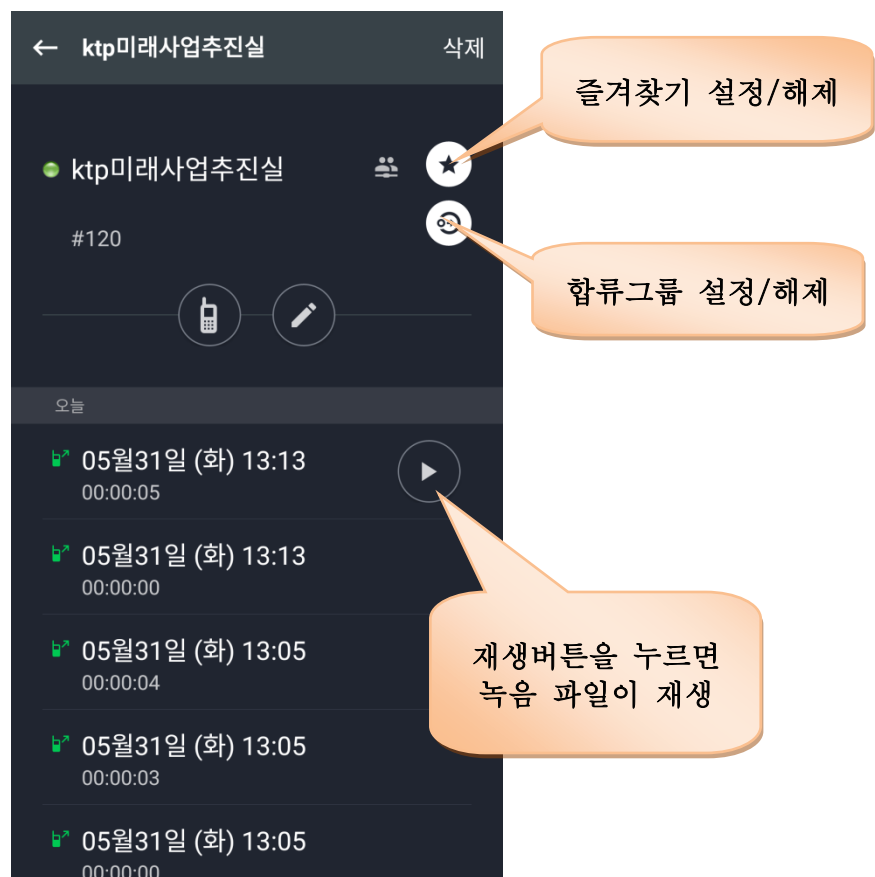 ktp미래사업추진실 삭제
즐겨찾기 설정/해제
ktp미래사업추진실
#120
합류그룹 설정/해제
오늘
05월31일 (화) 13:13
00:00:05
05월31일 (화) 13:13
00:00:00
재생버튼을 누르면
녹음 파일이 재생
05월31일 (화) 13:05
00:00:04
05월31일 (화) 13:05
00:00:03
05월31일 (화) 13:05
00:00:00